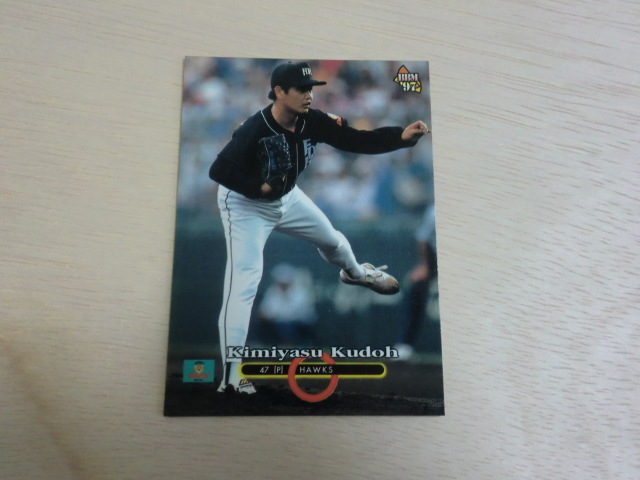 BBM
'97
Kimiyasu Kudoh
47 [P] HAWKS